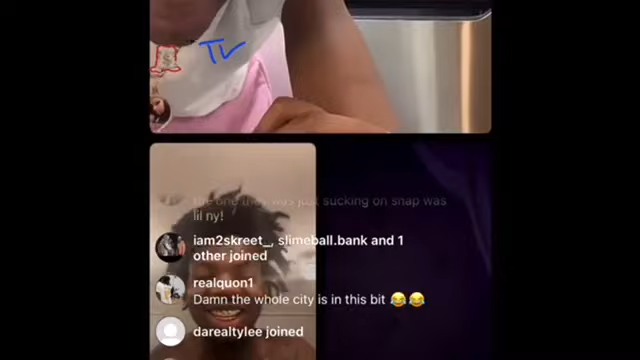 TV
the one they was just sucking on snap was
lil ny!
iam2skreet_, slimeball.bank and 1
other joined
realquon1
Damn the whole city is in this bit 😂😂
darealtylee joined